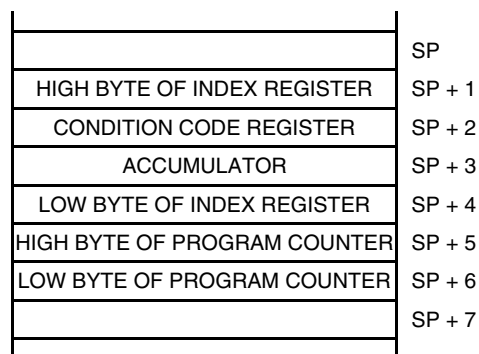 SP
HIGH BYTE OF INDEX REGISTER SP + 1
CONDITION CODE REGISTER SP + 2
ACCUMULATOR SP + 3
LOW BYTE OF INDEX REGISTER SP + 4
HIGH BYTE OF PROGRAM COUNTER SP + 5
LOW BYTE OF PROGRAM COUNTER SP + 6
SP + 7